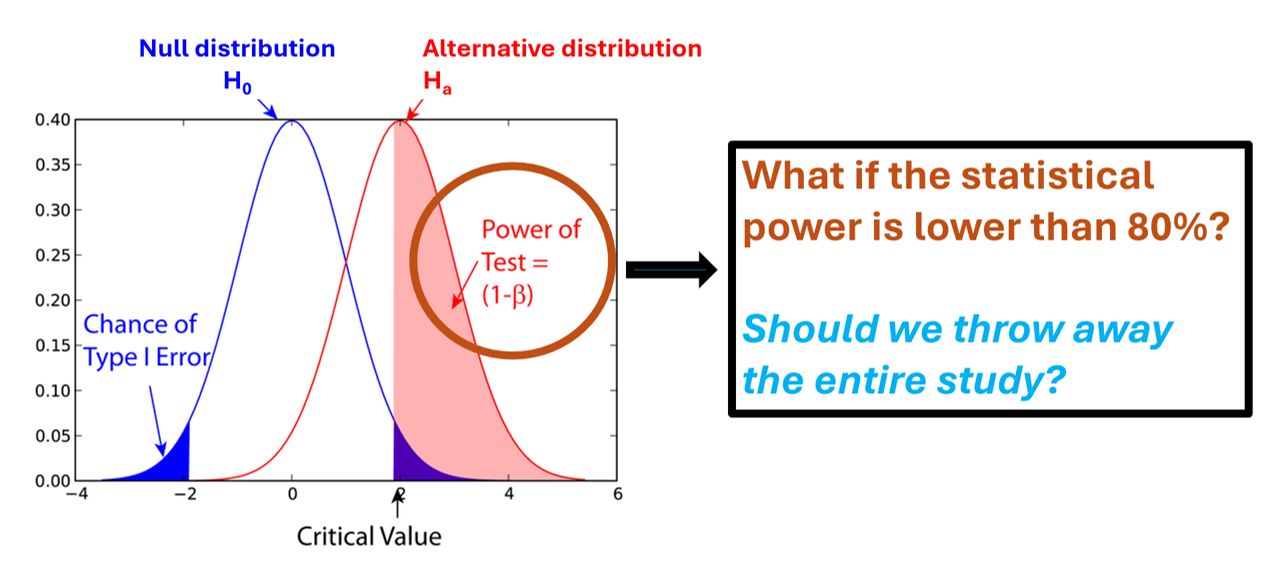 Null distribution
H₀
Alternative distribution
Hₐ
0.40
0.35
0.30
0.25
0.20
0.15
0.10
0.05
0.00
−4
−2
0
2
4
6
Chance of
Type I Error
Power of
Test =
(1-β)
Critical Value
What if the statistical
power is lower than 80%?
Should we throw away
the entire study?